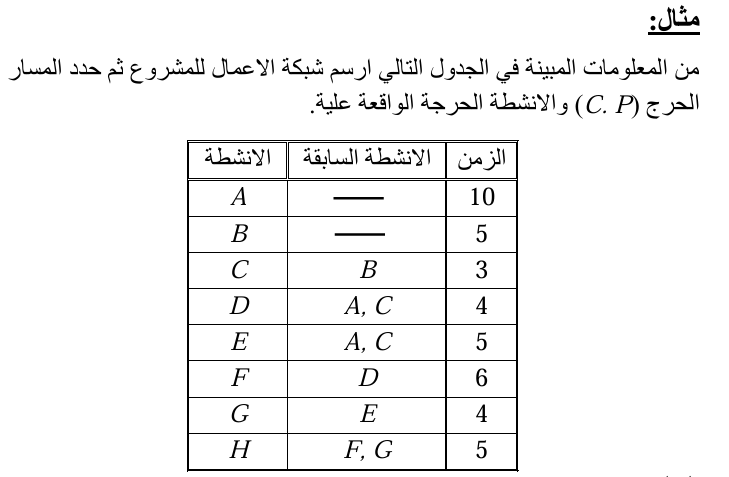 مثال:
من المعلومات المبينة في الجدول التالي ارسم شبكة الاعمال للمشروع ثم حدد المسار
الحرج (C. P) والانشطة الحرجة الواقعة علية.
الانشطة الانشطة السابقة الزمن
A —— 10
B —— 5
C B 3
D A, C 4
E A, C 5
F D 6
G E 4
H F, G 5